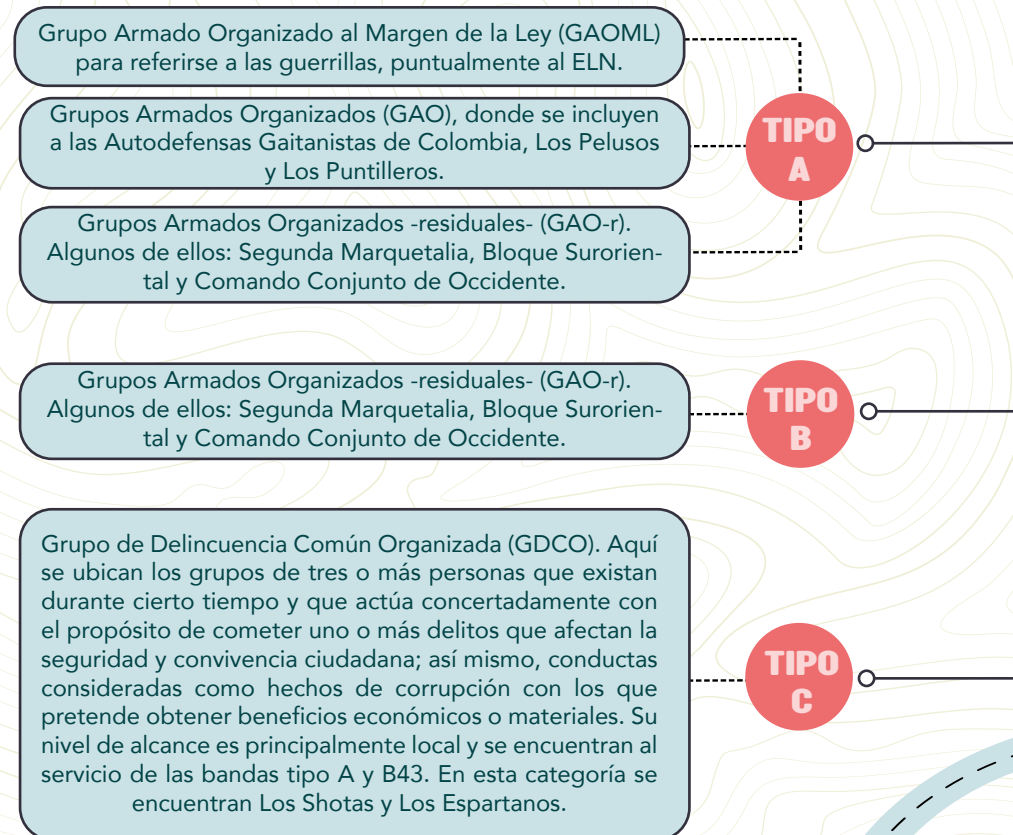 Grupo Armado Organizado al Margen de la Ley (GAOML)
para referirse a las guerrillas, puntualmente al ELN.
Grupos Armados Organizados (GAO), donde se incluyen
a las Autodefensas Gaitanistas de Colombia, Los Pelusos
y Los Puntilleros.
TIPO
A
Grupos Armados Organizados -residuales- (GAO-r).
Algunos de ellos: Segunda Marquetalia, Bloque Surorien-
tal y Comando Conjunto de Occidente.
Grupos Armados Organizados -residuales- (GAO-r).
Algunos de ellos: Segunda Marquetalia, Bloque Surorien-
tal y Comando Conjunto de Occidente.
TIPO
B
Grupo de Delincuencia Común Organizada (GDCO). Aquí
se ubican los grupos de tres o más personas que existan
durante cierto tiempo y que actúa concertadamente con
el propósito de cometer uno o más delitos que afectan la
seguridad y convivencia ciudadana; así mismo, conductas
consideradas como hechos de corrupción con los que
pretende obtener beneficios económicos o materiales. Su
nivel de alcance es principalmente local y se encuentran al
servicio de las bandas tipo A y B43. En esta categoría se
encuentran Los Shotas y Los Espartanos.
TIPO
C